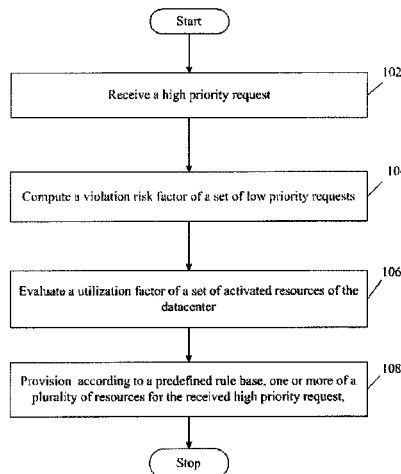 Start
102
Receive a high priority request
10
Compute a violation risk factor of a set of low priority requests
106
Evaluate a utilization factor of a set of activated resources of the
datacenter
108
Provision according to a predefined rule base, one or more of a
plurality of resources for the received high priority request,
Stop